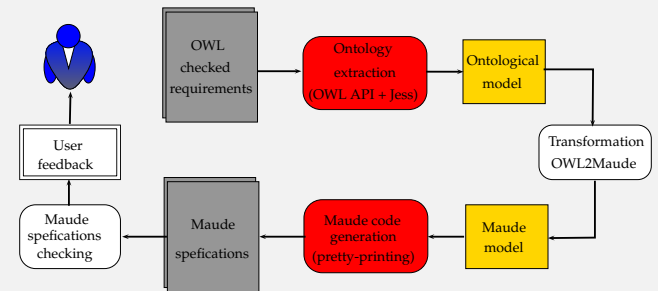 OWL
checked
requirements
Ontology
extraction
(OWL API + Jess)
Ontological
model
Transformation
OWL2Maude
User
feedback
Maude
spefications
checking
Maude
spefications
Maude code
generation
(pretty-printing)
Maude
model